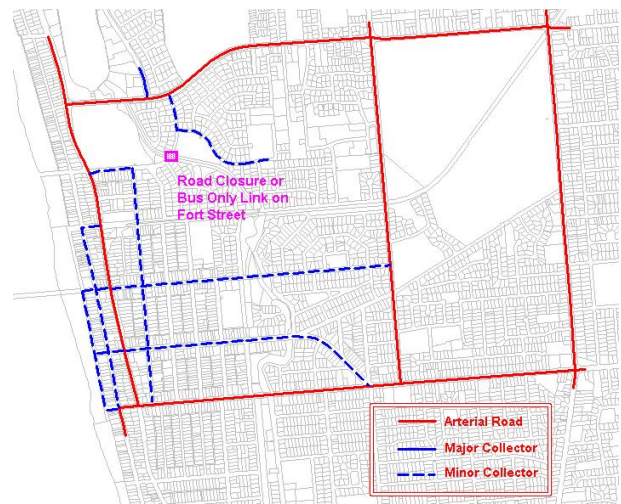 Road Closure or
Bus Only Link on
Fort Street
Arterial Road
Major Collector
Minor Collector